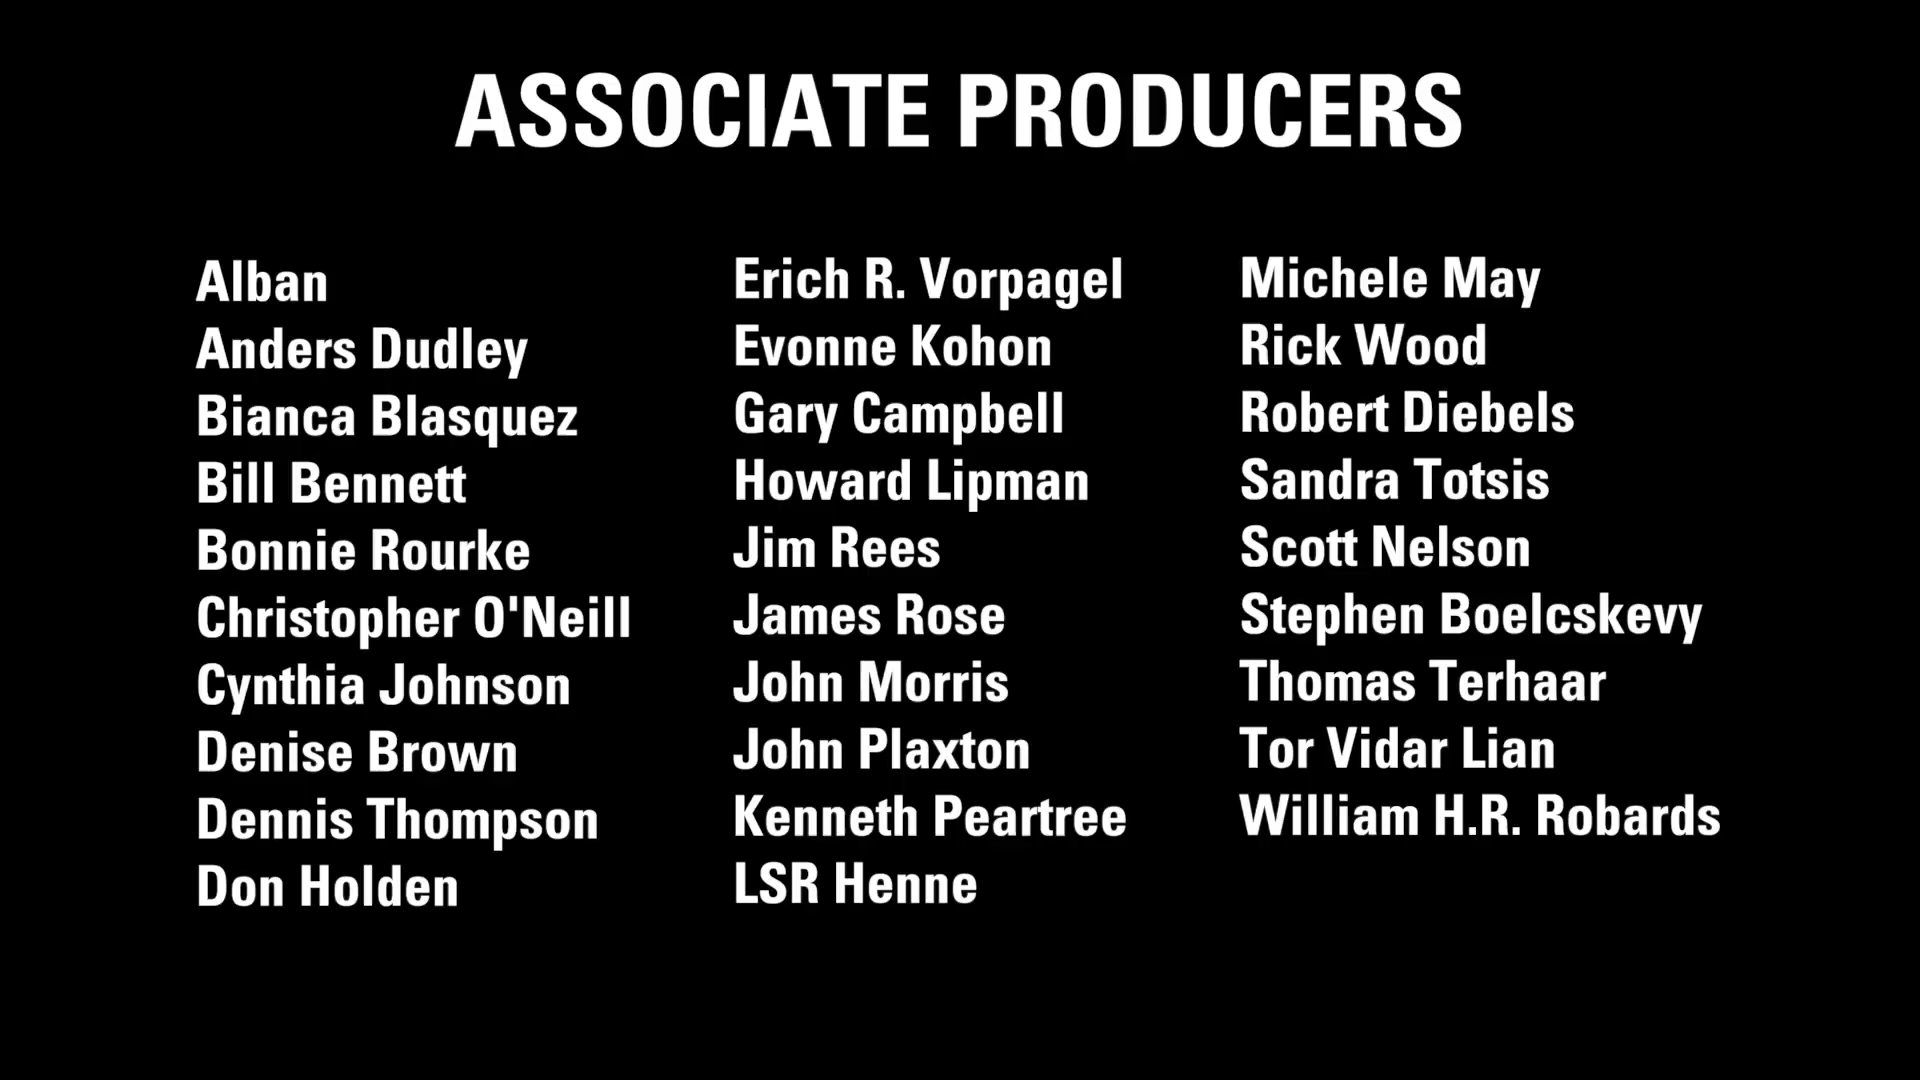 ASSOCIATE PRODUCERS
Alban
Anders Dudley
Bianca Blasquez
Bill Bennett
Bonnie Rourke
Christopher O'Neill
Cynthia Johnson
Denise Brown
Dennis Thompson
Don Holden
Erich R. Vorpagel
Evonne Kohon
Gary Campbell
Howard Lipman
Jim Rees
James Rose
John Morris
John Plaxton
Kenneth Peartree
LSR Henne
Michele May
Rick Wood
Robert Diebels
Sandra Totsis
Scott Nelson
Stephen Boelcskevy
Thomas Terhaar
Tor Vidar Lian
William H.R. Robards